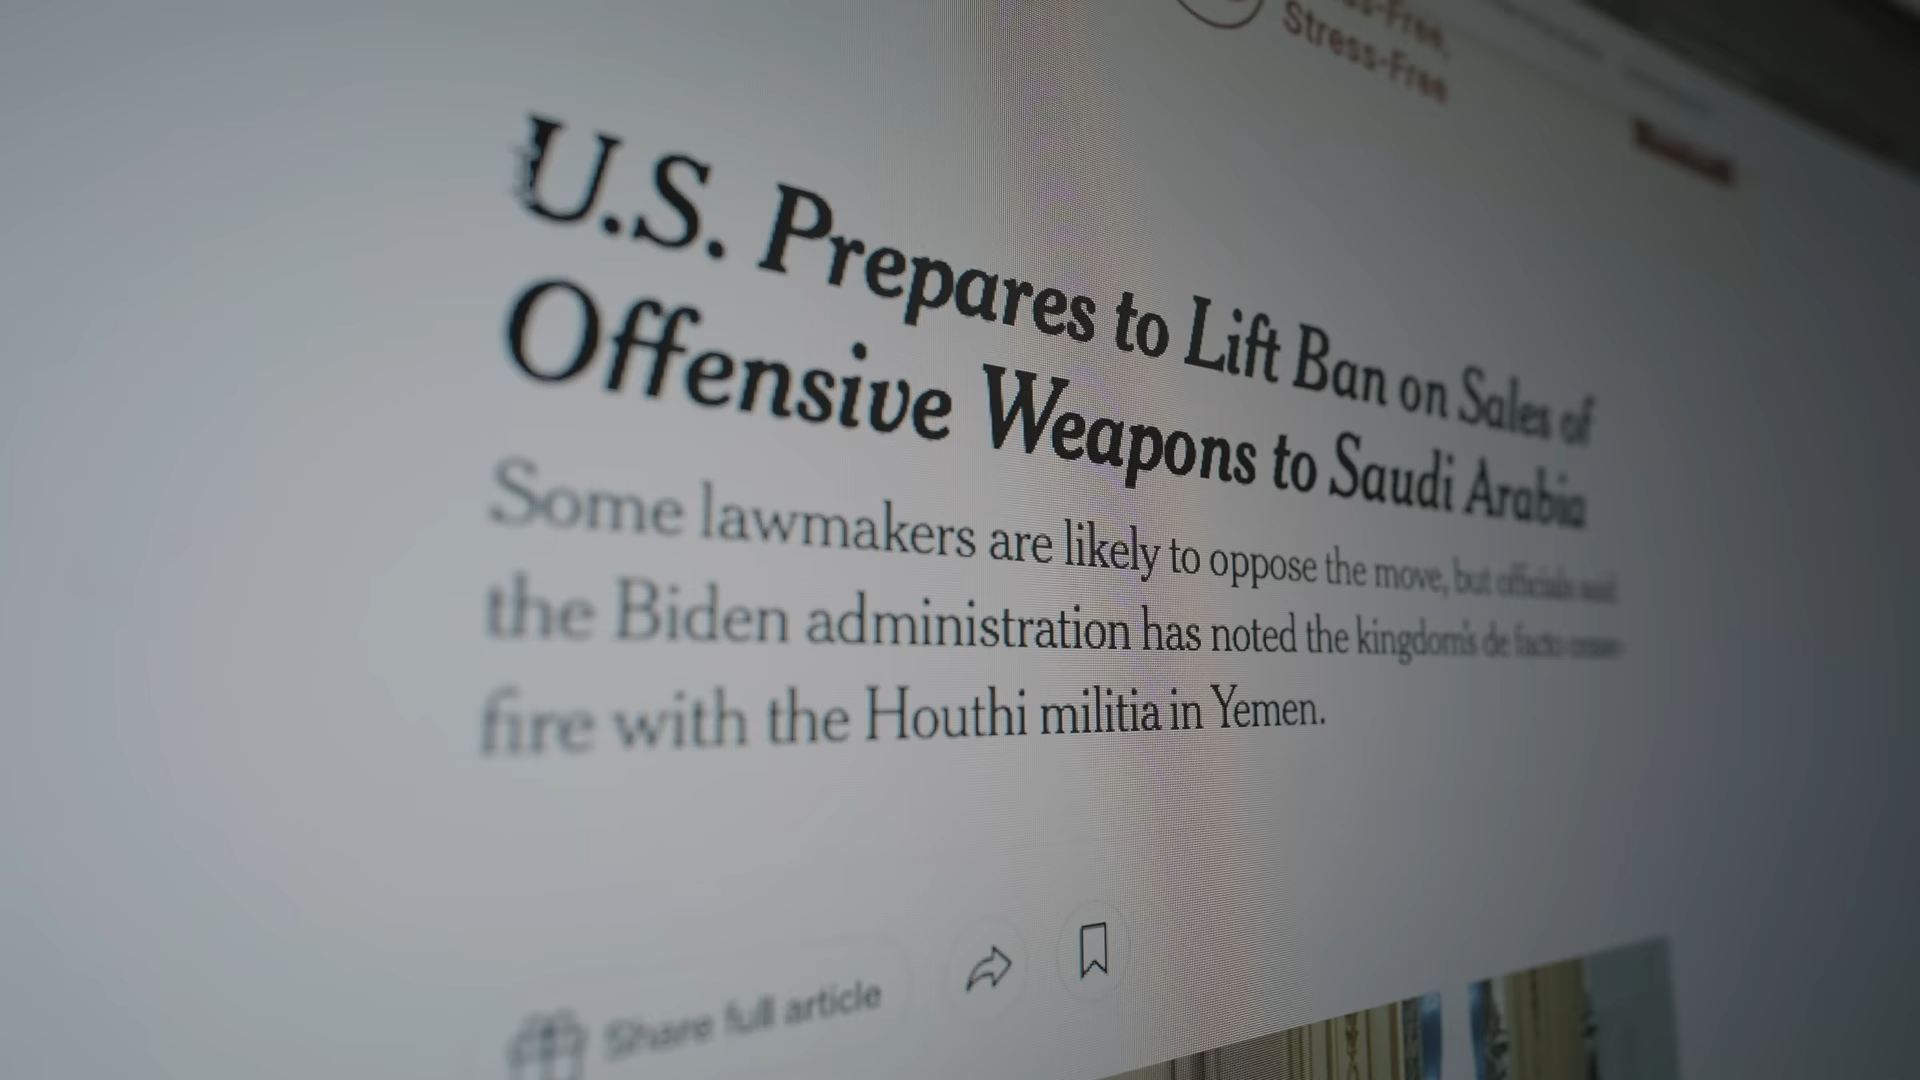 Stress-Free
U.S. Prepares to Lift Ban on Sales of
Offensive Weapons to Saudi Arabia
Some lawmakers are likely to oppose the move, but officials said
the Biden administration has noted the kingdom's de facto cease-
fire with the Houthi militia in Yemen.
Share full article